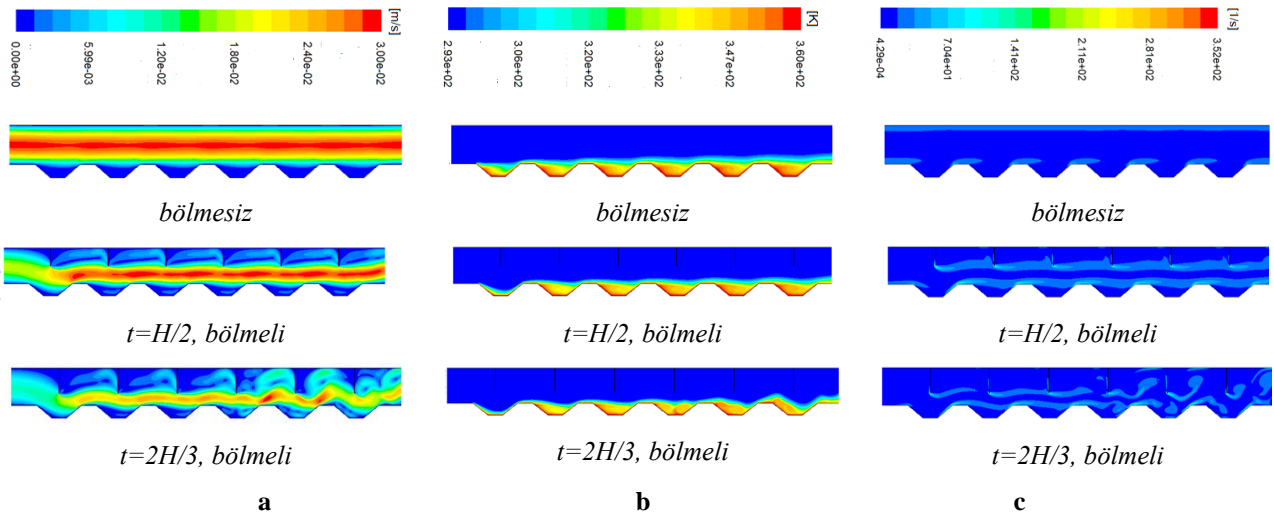 [m/s]
0.00e+00
5.99e-03
1.20e-02
1.80e-02
2.40e-02
3.00e-02
bölmesiz
t=H/2, bölmeli
t=2H/3, bölmeli
a
[K]
2.93e+02
3.06e+02
3.20e+02
3.33e+02
3.47e+02
3.60e+02
bölmesiz
t=H/2, bölmeli
t=2H/3, bölmeli
b
[1/s]
4.29e-04
7.04e+01
1.41e+02
2.11e+02
2.81e+02
3.52e+02
bölmesiz
t=H/2, bölmeli
t=2H/3, bölmeli
c